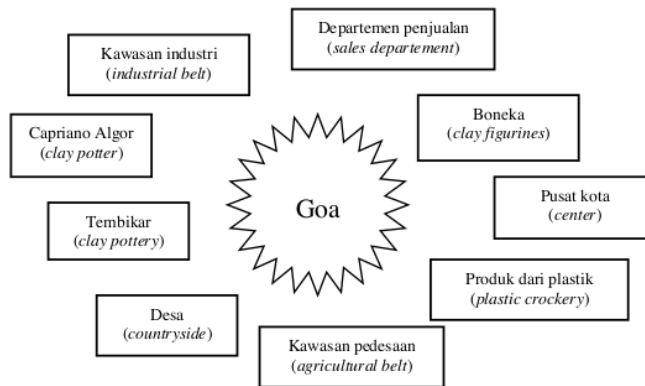 Departemen penjualan
(sales departement)
Kawasan industri
(industrial belt)
Boneka
(clay figurines)
Capriano Algor
(clay potter)
Goa
Pusat kota
(center)
Tembikar
(clay pottery)
Produk dari plastik
(plastic crockery)
Desa
(countryside)
Kawasan pedesaan
(agricultural belt)